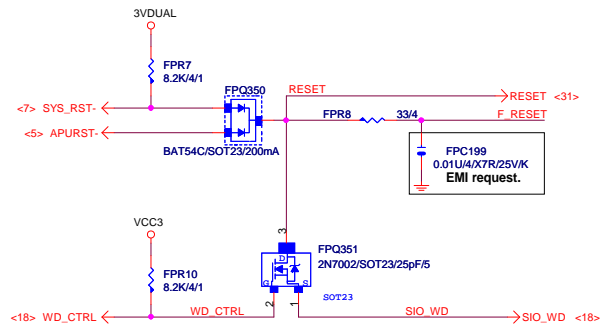 3VDUAL
FPR7
8.2K/4/1
FPQ350
RESET
<7> SYS_RST-
RESET <31>
FPR8
33/4
F_RESET
<5> APURST-
BAT54C/SOT23/200mA
FPC199
0.01U/4/X7R/25V/K
EMI request.
VCC3
3
FPQ351
D
2N7002/SOT23/25pF/5
FPR10
8.2K/4/1
G
S
SOT23
2
1
<18> WD_CTRL
WD_CTRL
SIO_WD
SIO_WD <18>